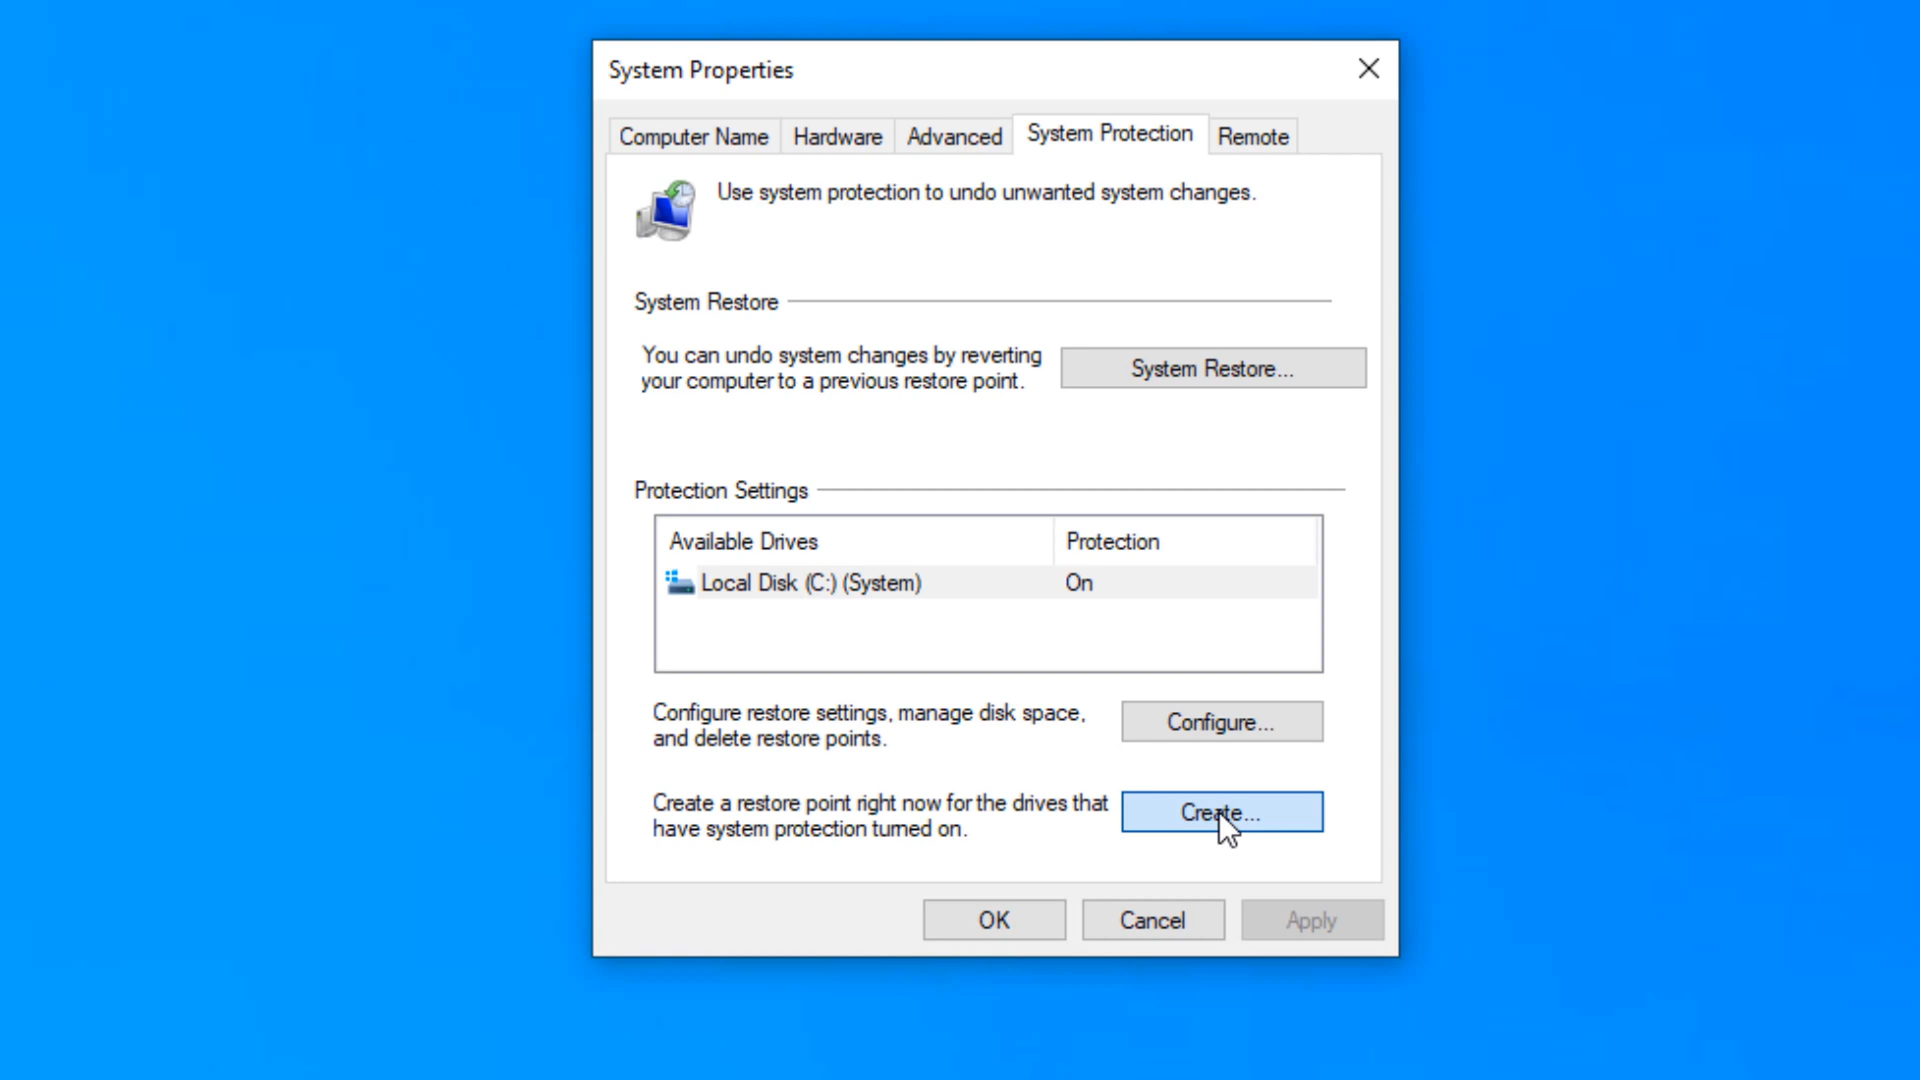 System Properties
Computer Name
Hardware
Advanced
System Protection
Remote
Use system protection to undo unwanted system changes.
System Restore
You can undo system changes by reverting
your computer to a previous restore point.
System Restore...
Protection Settings
Available Drives
Protection
Local Disk (C:) (System)
On
Configure restore settings, manage disk space,
and delete restore points.
Configure...
Create a restore point right now for the drives that
have system protection turned on.
Create...
OK
Cancel
Apply